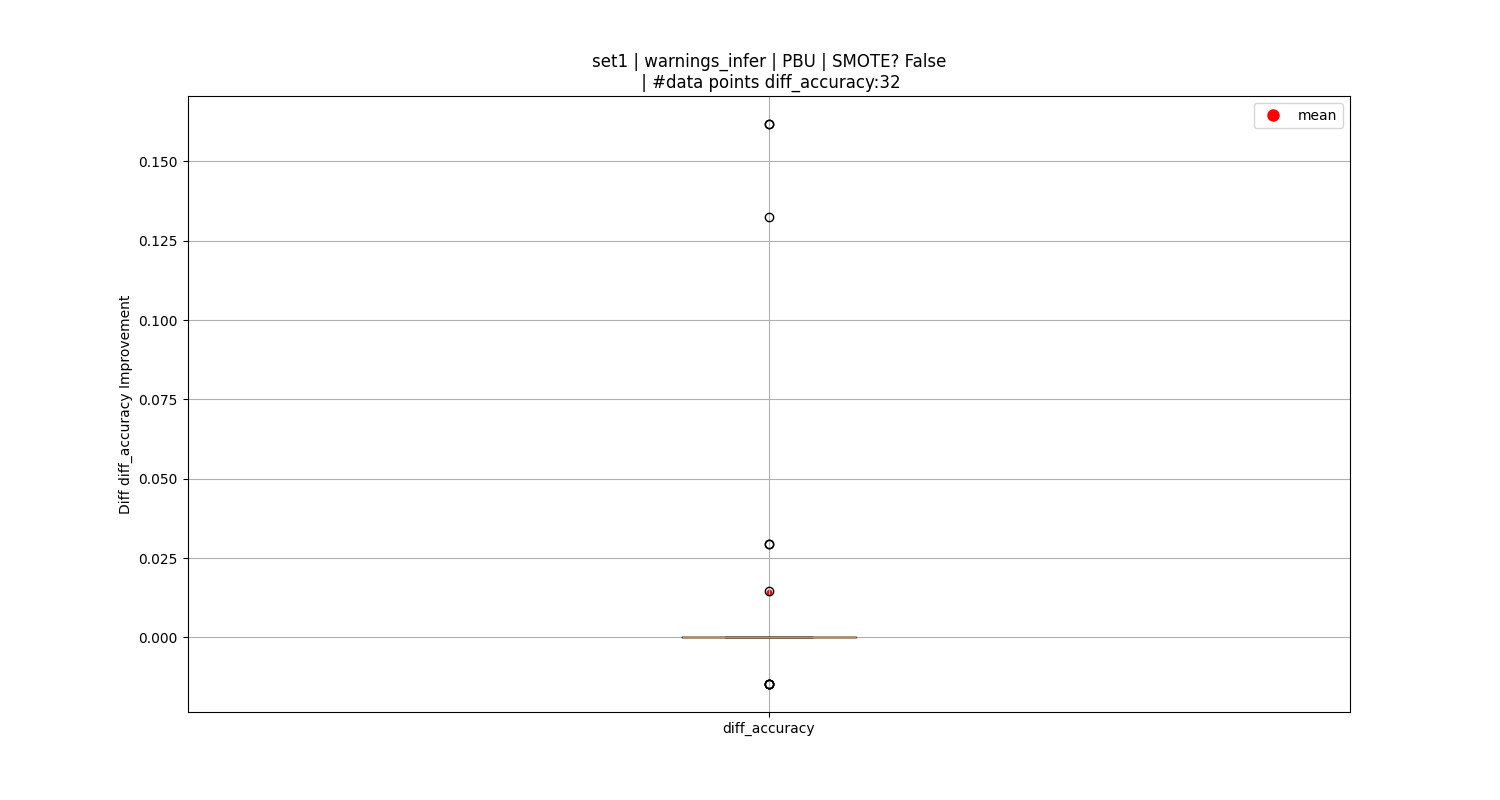 set1 | warnings_infer | PBU | SMOTE? False
| #data points diff_accuracy:32
mean
0.150
0.125
0.100
0.075
0.050
0.025
0.000
Diff diff_accuracy Improvement
diff_accuracy